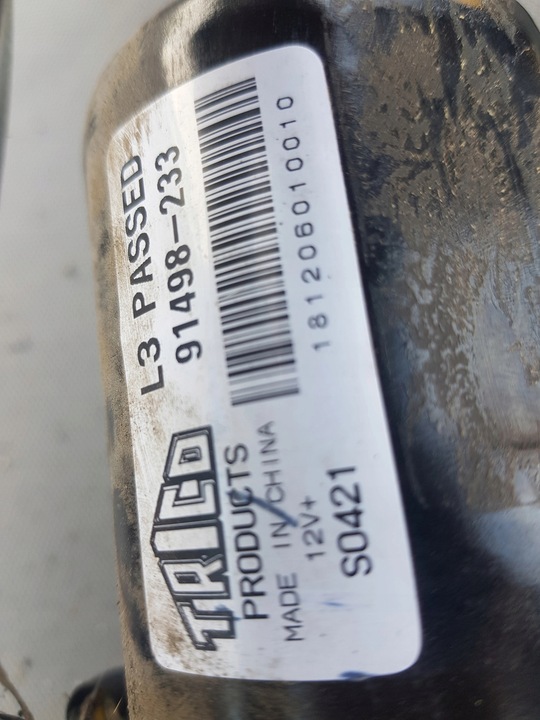 L3 PASSED
91498-233
181206010010
TRICO
PRODUCTS
MADE IN CHINA
12V+
S0421